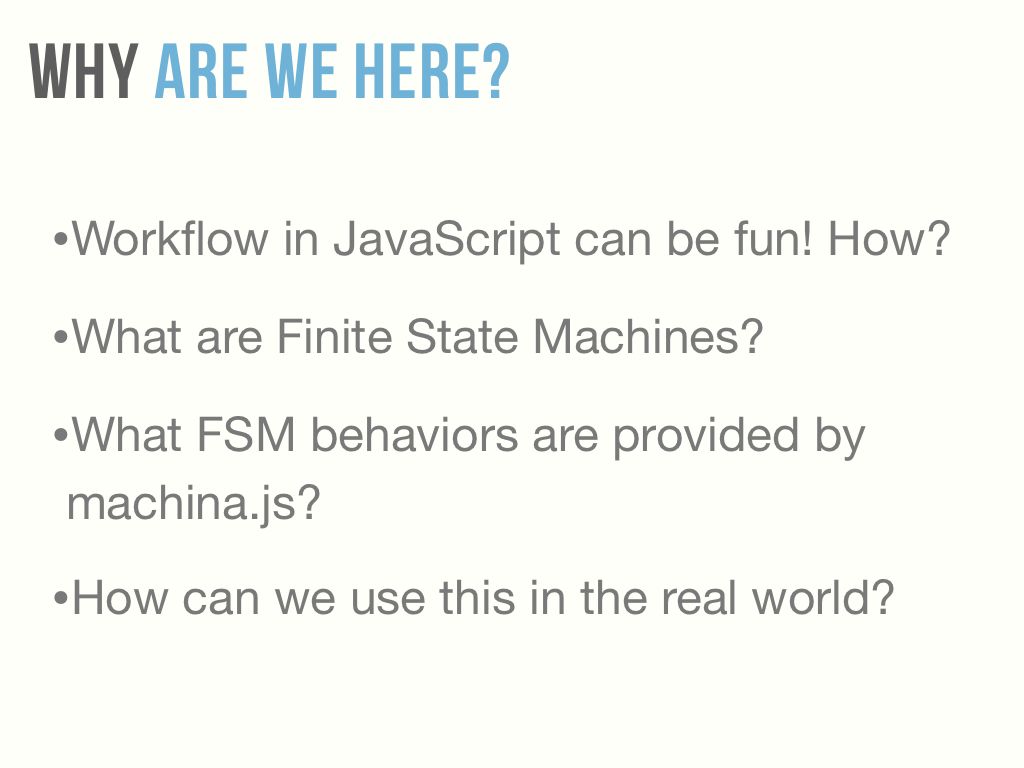 WHY ARE WE HERE?
•Workflow in JavaScript can be fun! How?
•What are Finite State Machines?
•What FSM behaviors are provided by
machina.js?
•How can we use this in the real world?